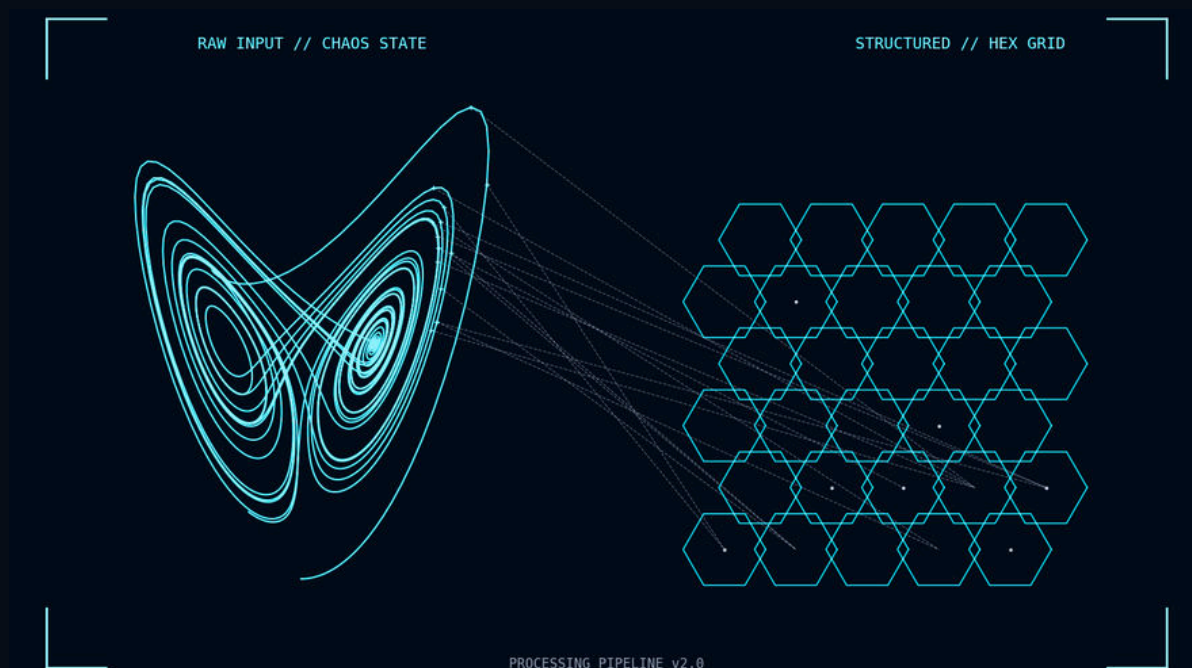 RAW INPUT // CHAOS STATE
STRUCTURED // HEX GRID
PROCESSING PIPELINE v2.0